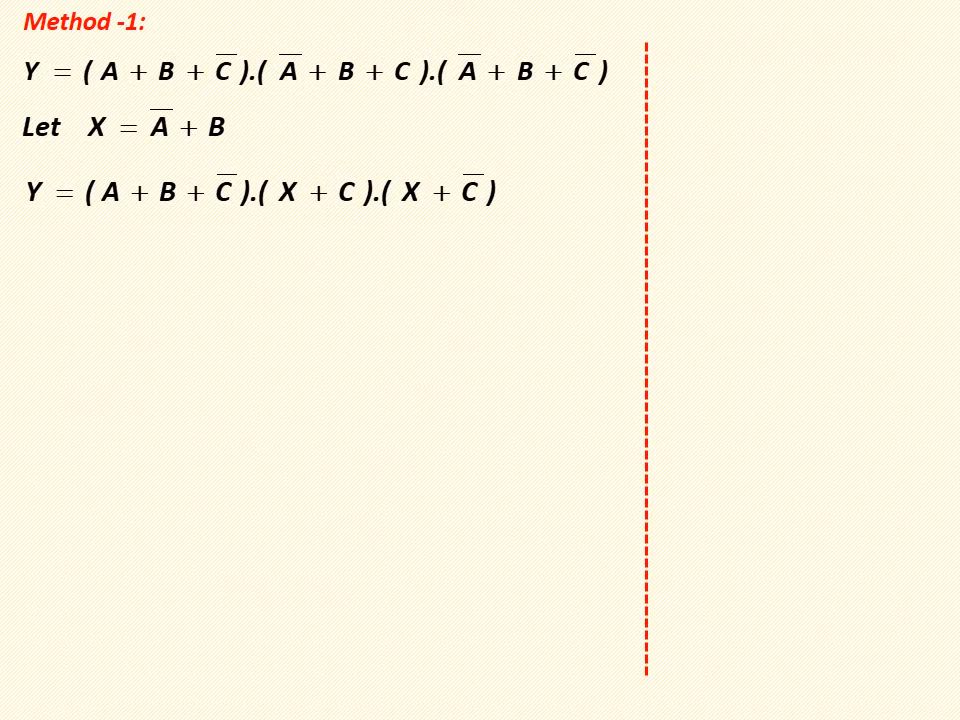 Method -1:
Y = ( A + B + C̅ ).( A̅ + B + C ).( A̅ + B + C̅ )
Let X = A̅ + B
Y = ( A + B + C̅ ).( X + C ).( X + C̅ )